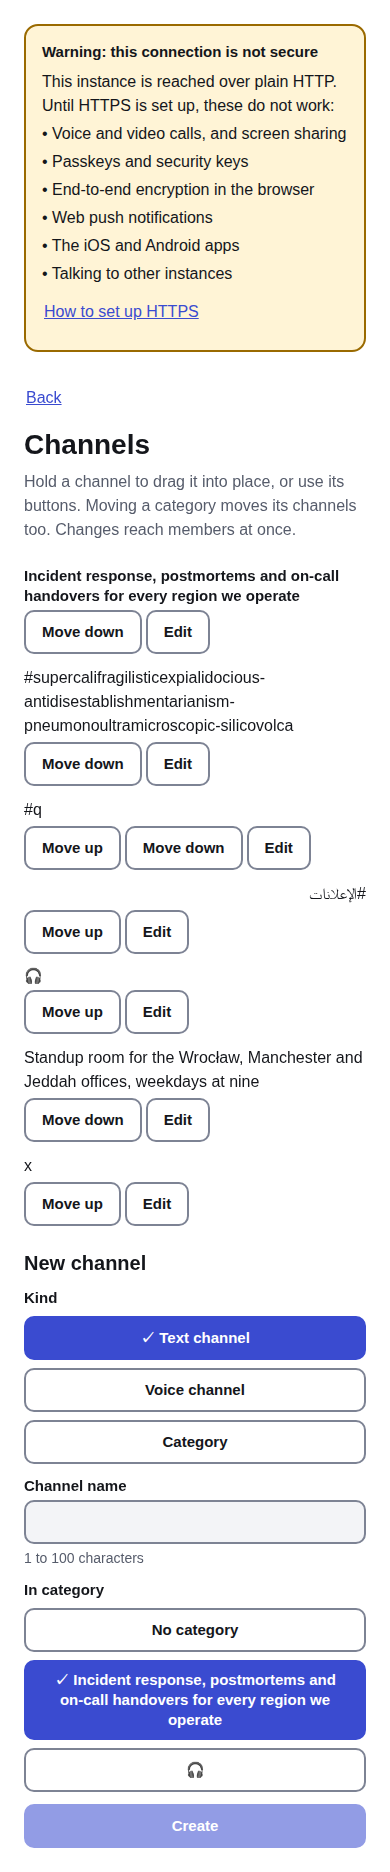 Warning: this connection is not secure
This instance is reached over plain HTTP.
Until HTTPS is set up, these do not work:
• Voice and video calls, and screen sharing
• Passkeys and security keys
• End-to-end encryption in the browser
• Web push notifications
• The iOS and Android apps
• Talking to other instances
How to set up HTTPS
Back
Channels
Hold a channel to drag it into place, or use its
buttons. Moving a category moves its channels
too. Changes reach members at once.
Incident response, postmortems and on-call
handovers for every region we operate
Move down Edit
#supercalifragilisticexpialidocious-
antidisestablishmentarianism-
pneumonoultramicroscopic-silicovolca
Move down Edit
#q
Move up Move down Edit
#الإعلانات
Move up Edit
🎧
Move up Edit
Standup room for the Wrocław, Manchester and
Jeddah offices, weekdays at nine
Move down Edit
x
Move up Edit
New channel
Kind
✓ Text channel
Voice channel
Category
Channel name
1 to 100 characters
In category
No category
✓ Incident response, postmortems and
on-call handovers for every region we
operate
🎧
Create